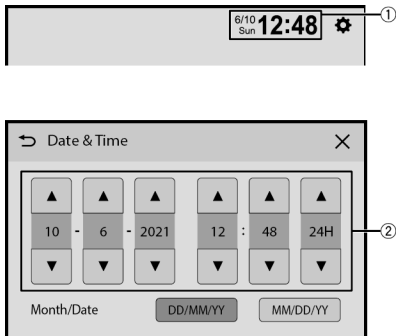 ①
6/10
Sun 12:48
Date & Time
②
10 - 6 - 2021 12 : 48 24H
Month/Date DD/MM/YY MM/DD/YY